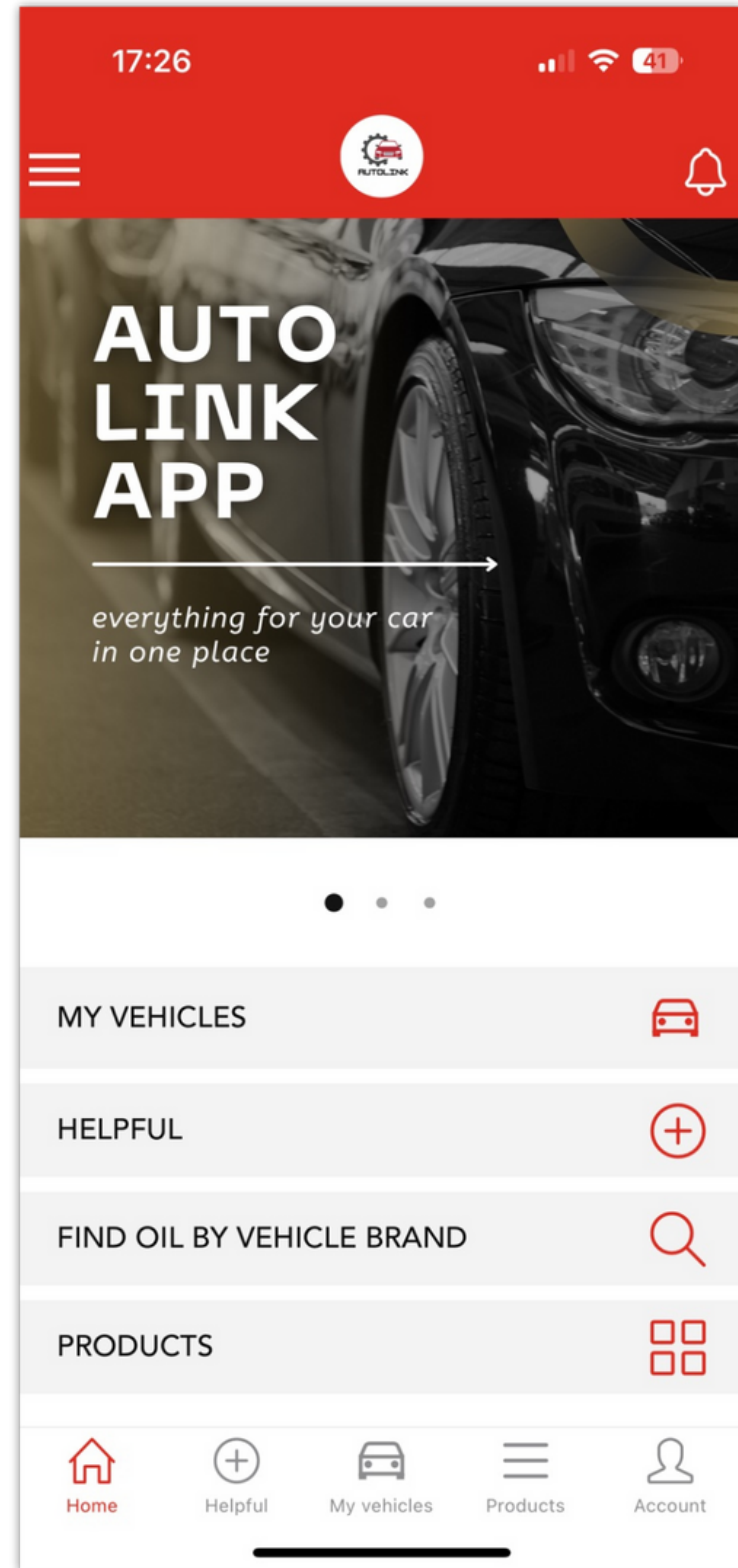 17:26
41
AUTOLINK
AUTO
LINK
APP
everything for your car
in one place
MY VEHICLES
HELPFUL
FIND OIL BY VEHICLE BRAND
PRODUCTS
Home Helpful My vehicles Products Account